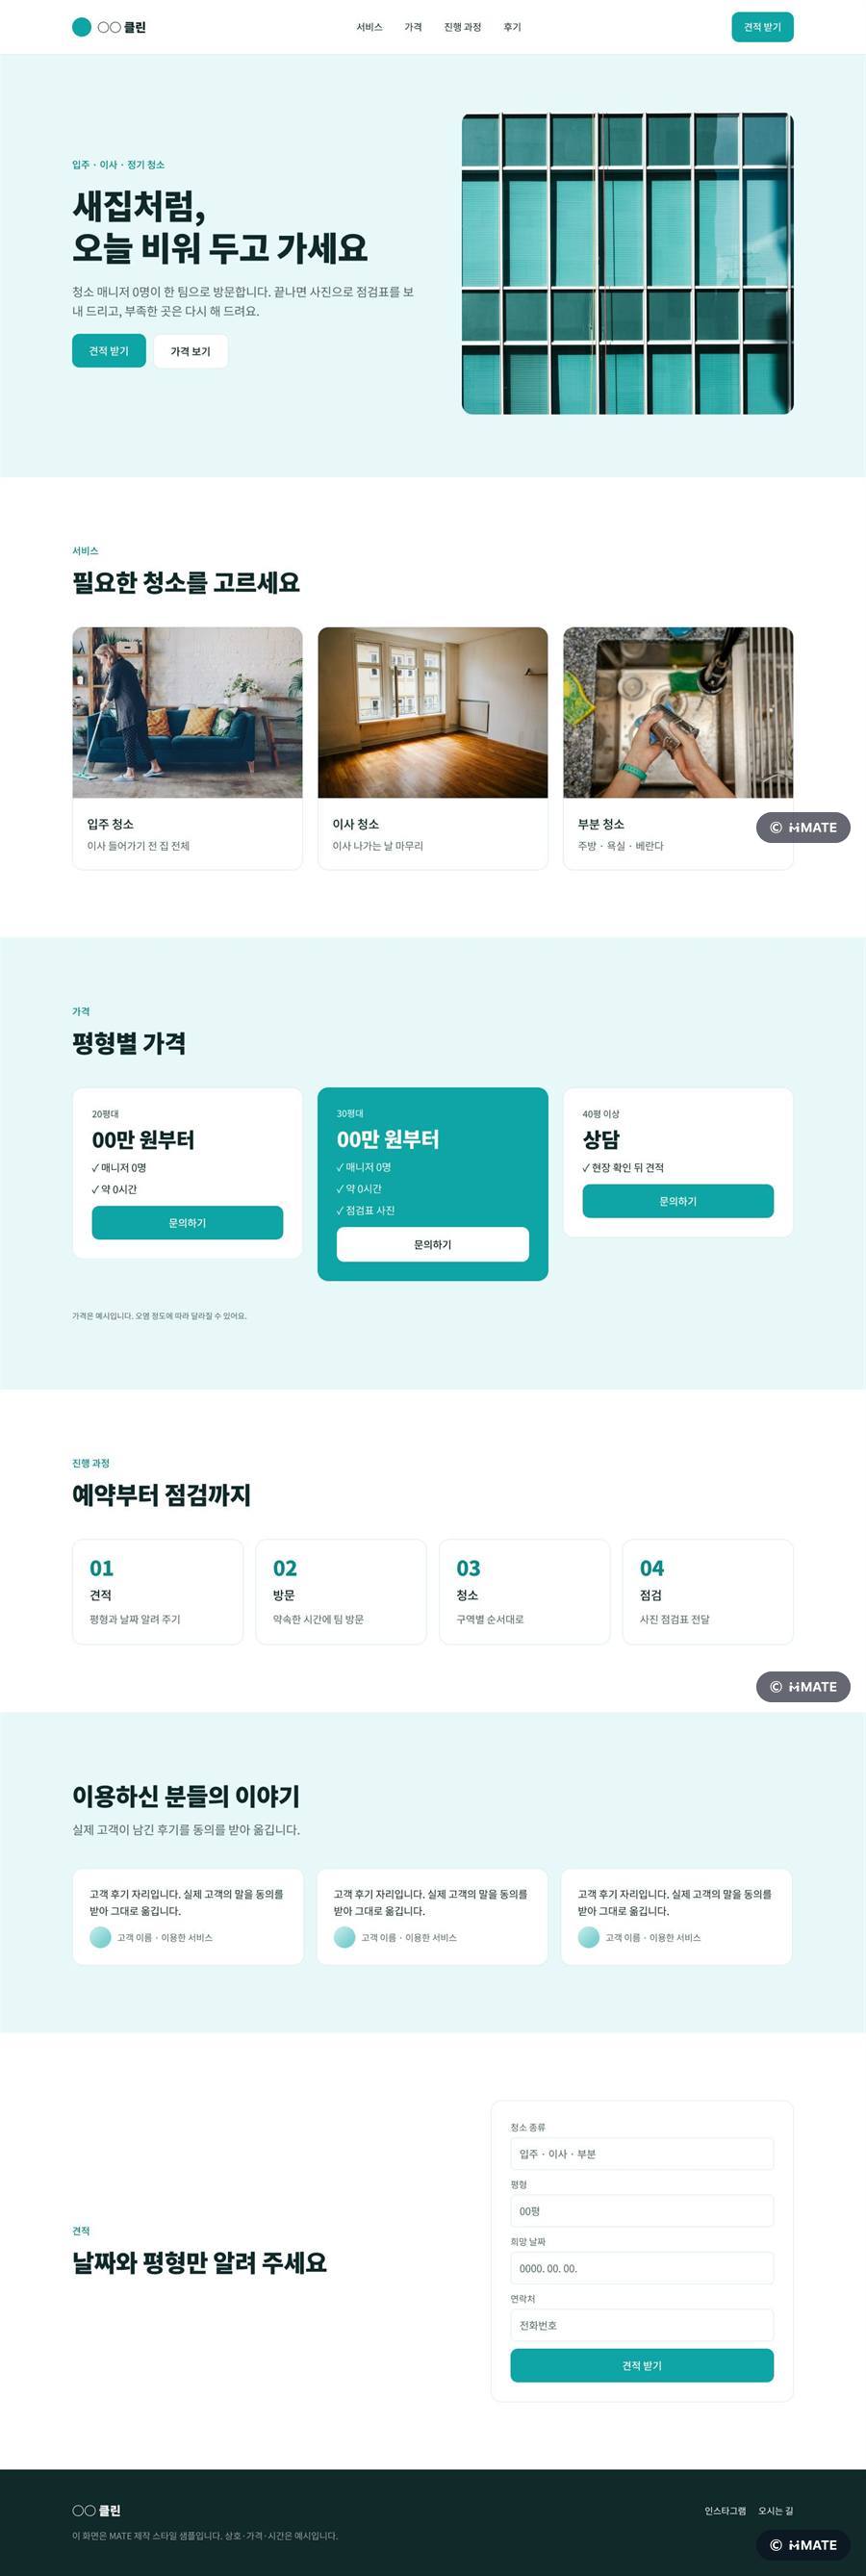 ○○ 클린
서비스
가격
진행 과정
후기
견적 받기
입주 · 이사 · 정기 청소
새집처럼,
오늘 비워 두고 가세요
청소 매니저 0명이 한 팀으로 방문합니다. 끝나면 사진으로 점검표를 보
내 드리고, 부족한 곳은 다시 해 드려요.
견적 받기
가격 보기
서비스
필요한 청소를 고르세요
입주 청소
이사 들어가기 전 집 전체
이사 청소
이사 나가는 날 마무리
부분 청소
주방 · 욕실 · 베란다
© MATE
가격
평형별 가격
20평대
00만 원부터
✓ 매니저 0명
✓ 약 0시간
문의하기
30평대
00만 원부터
✓ 매니저 0명
✓ 약 0시간
✓ 점검표 사진
문의하기
40평 이상
상담
✓ 현장 확인 뒤 견적
문의하기
가격은 예시입니다. 오염 정도에 따라 달라질 수 있어요.
진행 과정
예약부터 점검까지
01
견적
평형과 날짜 알려 주기
02
방문
약속한 시간에 팀 방문
03
청소
구역별 순서대로
04
점검
사진 점검표 전달
© MATE
이용하신 분들의 이야기
실제 고객이 남긴 후기를 동의를 받아 옮깁니다.
고객 후기 자리입니다. 실제 고객의 말을 동의를
받아 그대로 옮깁니다.
고객 이름 · 이용한 서비스
고객 후기 자리입니다. 실제 고객의 말을 동의를
받아 그대로 옮깁니다.
고객 이름 · 이용한 서비스
고객 후기 자리입니다. 실제 고객의 말을 동의를
받아 그대로 옮깁니다.
고객 이름 · 이용한 서비스
견적
날짜와 평형만 알려 주세요
청소 종류
입주 · 이사 · 부분
평형
00평
희망 날짜
0000. 00. 00.
연락처
전화번호
견적 받기
○○ 클린
이 화면은 MATE 제작 스타일 샘플입니다. 상호·가격·시간은 예시입니다.
인스타그램
오시는 길
© MATE